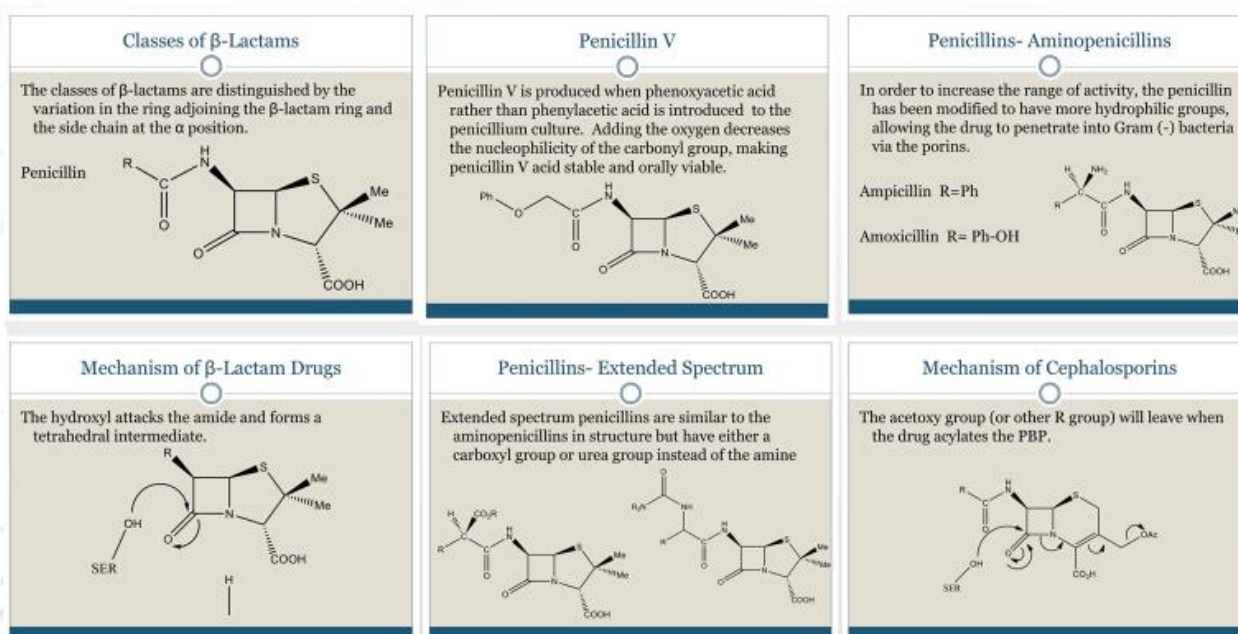 Classes of β-Lactams
The classes of β-lactams are distinguished by the
variation in the ring adjoining the β-lactam ring and
the side chain at the α position.
Penicillin
R
C
O
H
N
S
Me
Me
N
O
COOH
Penicillin V
Penicillin V is produced when phenoxyacetic acid
rather than phenylacetic acid is introduced to the
penicillium culture. Adding the oxygen decreases
the nucleophilicity of the carbonyl group, making
penicillin V acid stable and orally viable.
Ph
O
C
O
H
N
S
Me
Me
N
O
COOH
Penicillins- Aminopenicillins
In order to increase the range of activity, the penicillin
has been modified to have more hydrophilic groups,
allowing the drug to penetrate into Gram (-) bacteria
via the porins.
Ampicillin R=Ph
Amoxicillin R= Ph-OH
H
NH₂
C
R
C
O
H
N
S
N
O
COOH
Mechanism of β-Lactam Drugs
The hydroxyl attacks the amide and forms a
tetrahedral intermediate.
R
S
Me
Me
OH
N
O
COOH
SER
H
Penicillins- Extended Spectrum
Extended spectrum penicillins are similar to the
aminopenicillins in structure but have either a
carboxyl group or urea group instead of the amine
H
CO₂R
C
R
C
O
H
N
S
Me
Me
N
O
COOH
O
R₂N
C
NH
R
C
O
H
N
S
Me
Me
N
O
COOH
Mechanism of Cephalosporins
The acetoxy group (or other R group) will leave when
the drug acylates the PBP.
R
C
O
H
N
S
N
O
OAc
OH
CO₂H
SER